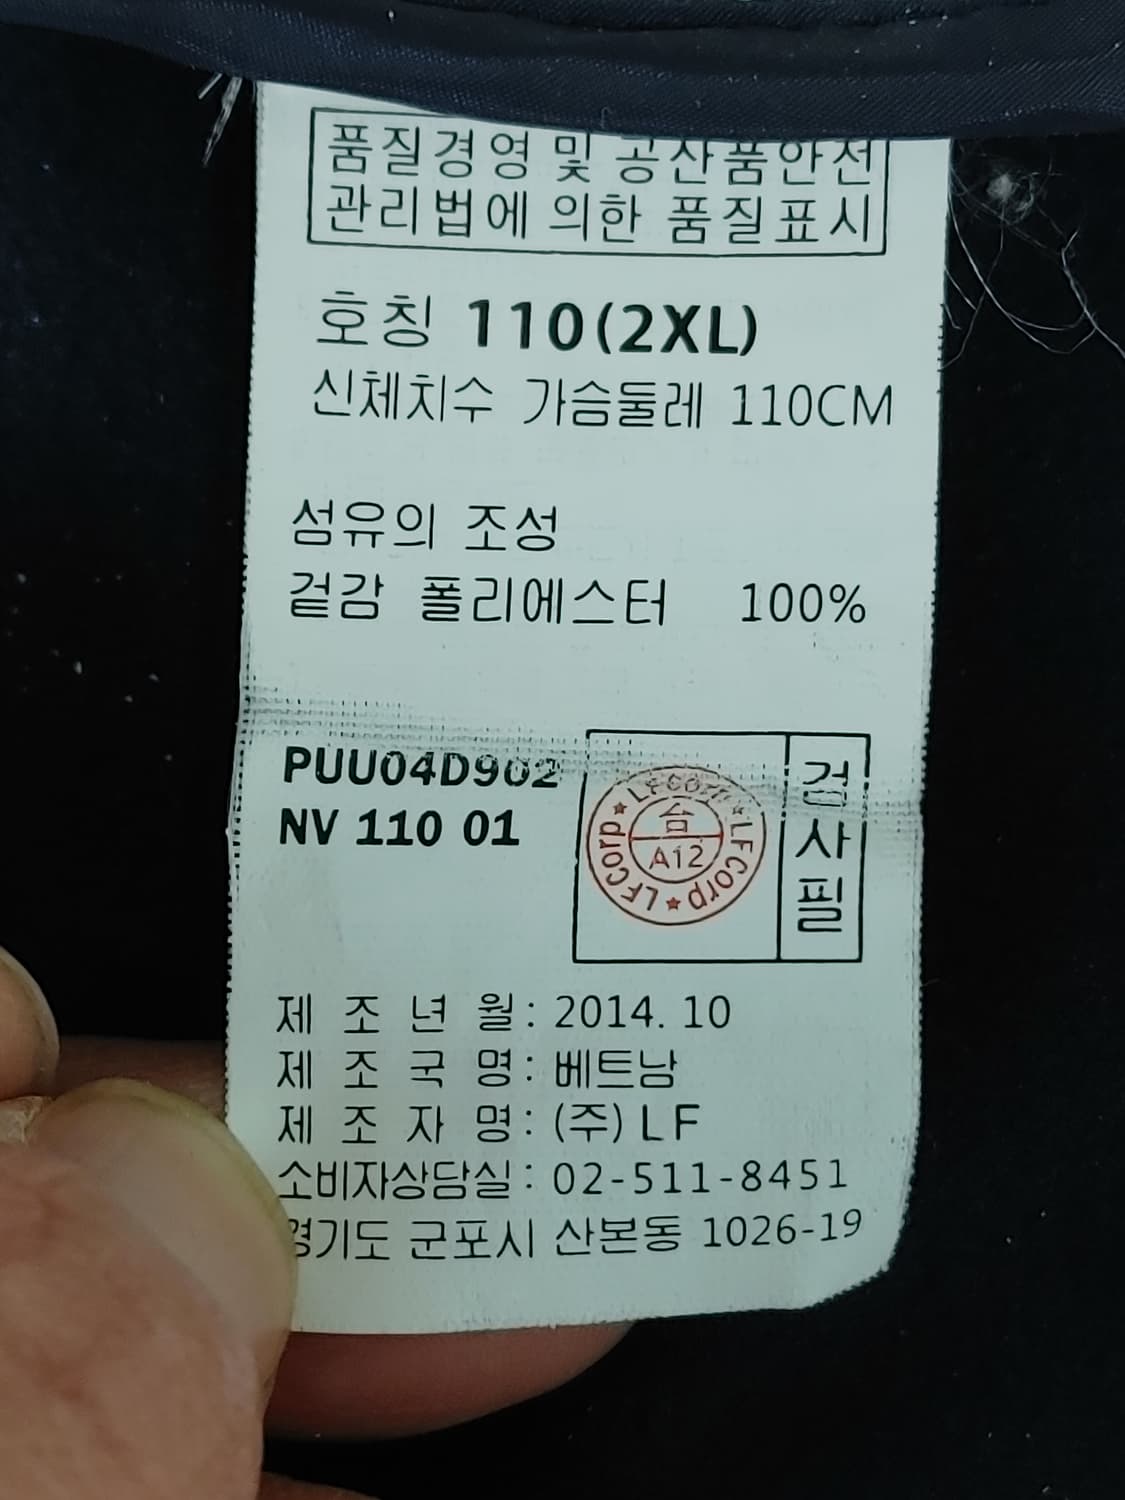 품질경영 및 공산품안전
관리법에 의한 품질표시
호칭 110(2XL)
신체치수 가슴둘레 110CM
섬유의 조성
겉감 폴리에스터 100%
PUU04D902
NV 110 01
LFCorp ★ LFCorp ★ LFCorp ★
합
A12
검사필
제 조 년 월: 2014. 10
제 조 국 명: 베트남
제 조 자 명: (주)LF
소비자상담실: 02-511-8451
경기도 군포시 산본동 1026-19